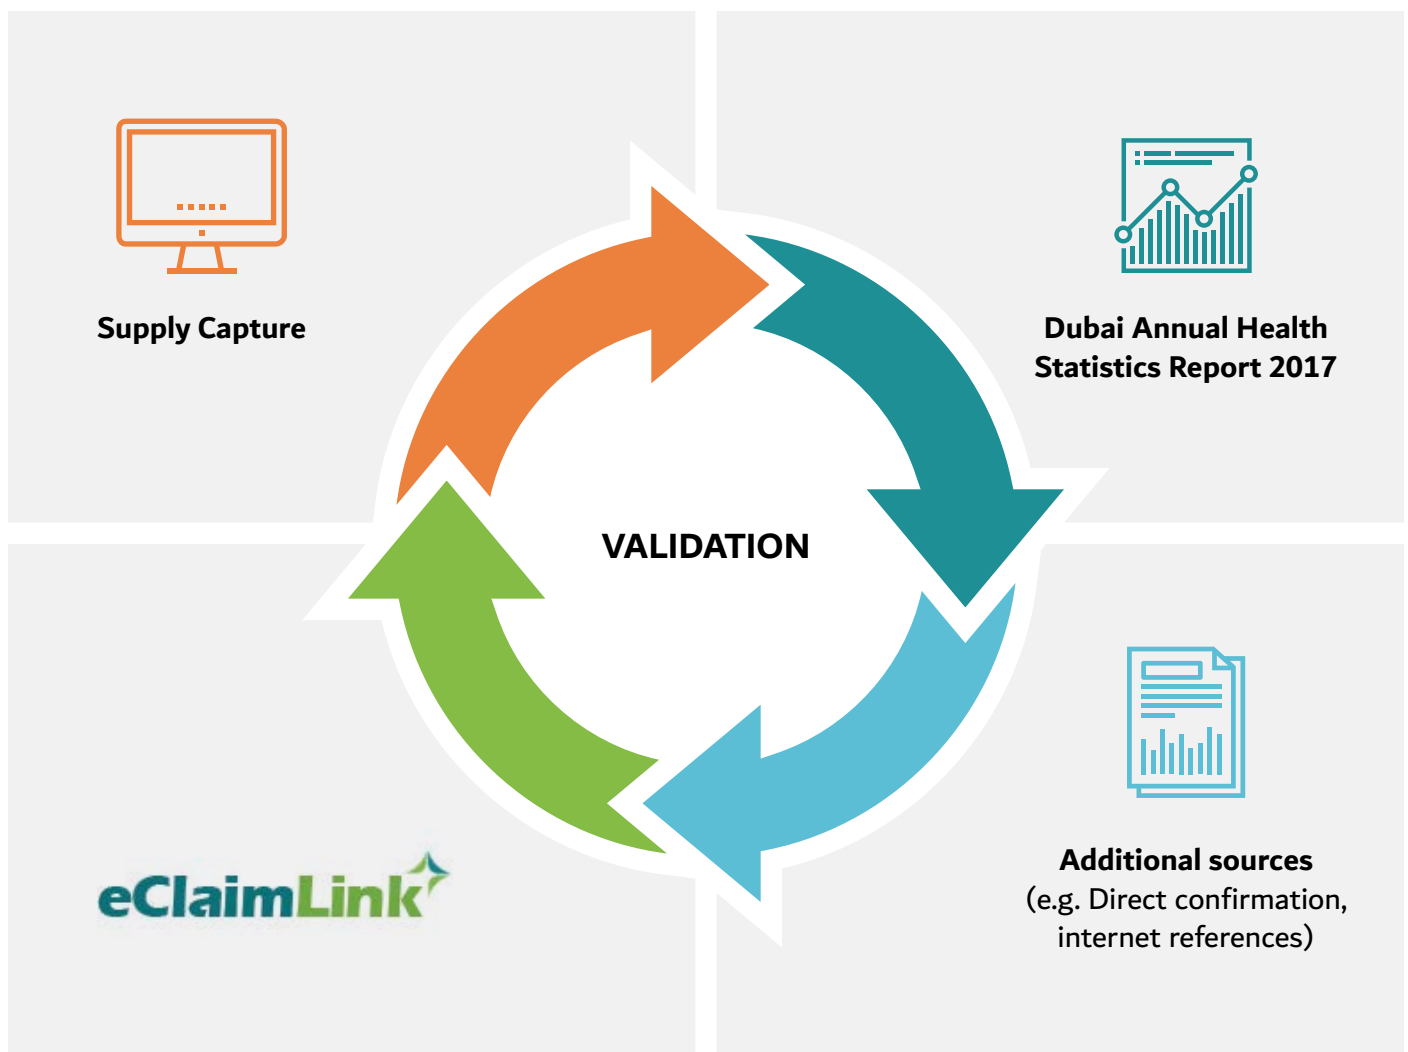 Supply Capture
Dubai Annual Health
Statistics Report 2017
VALIDATION
eClaimLink
Additional sources
(e.g. Direct confirmation,
internet references)